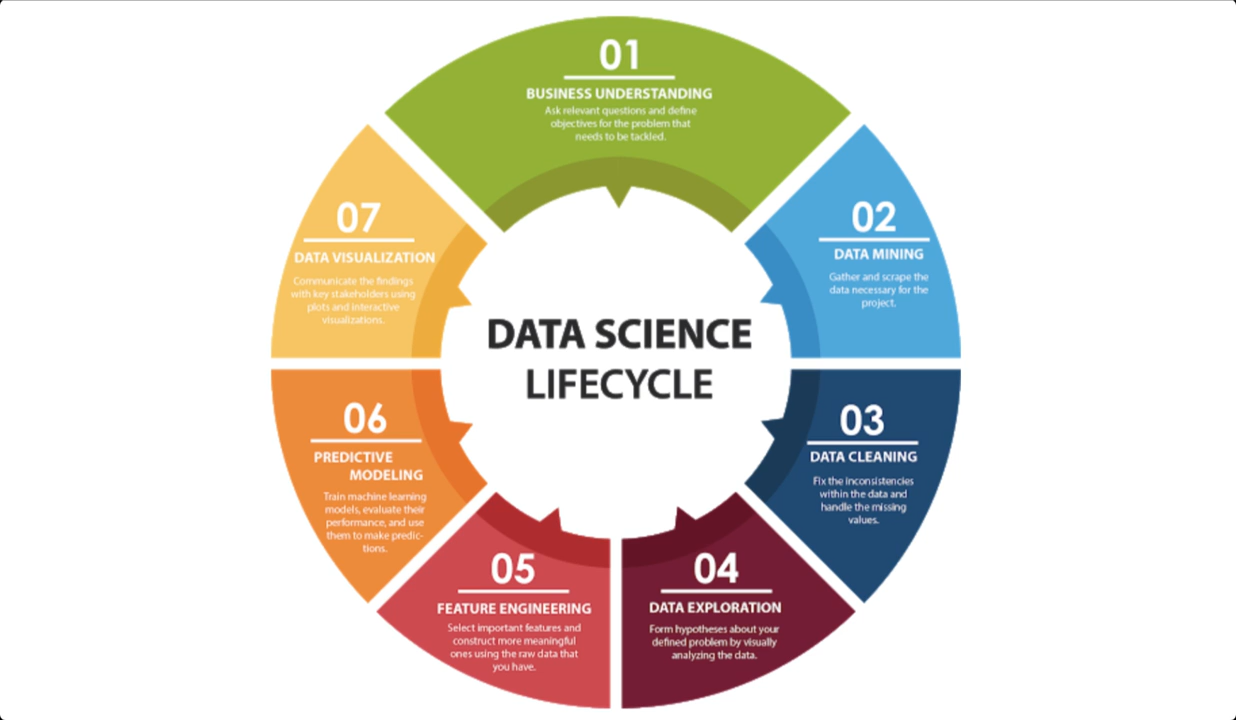 01
BUSINESS UNDERSTANDING
Ask relevant questions and define
objectives for the problem that
needs to be tackled.
02
DATA MINING
Gather and scrape the
data necessary for the
project.
03
DATA CLEANING
Fix the inconsistencies
within the data and
handle the missing
values.
04
DATA EXPLORATION
Form hypotheses about your
defined problem by visually
analyzing the data.
05
FEATURE ENGINEERING
Select important features and
construct more meaningful
ones using the raw data that
you have.
06
PREDICTIVE
MODELING
Train machine learning
models, evaluate their
performance, and use
them to make predic-
tions.
07
DATA VISUALIZATION
Communicate the findings
with key stakeholders using
plots and interactive
visualizations.
DATA SCIENCE
LIFECYCLE